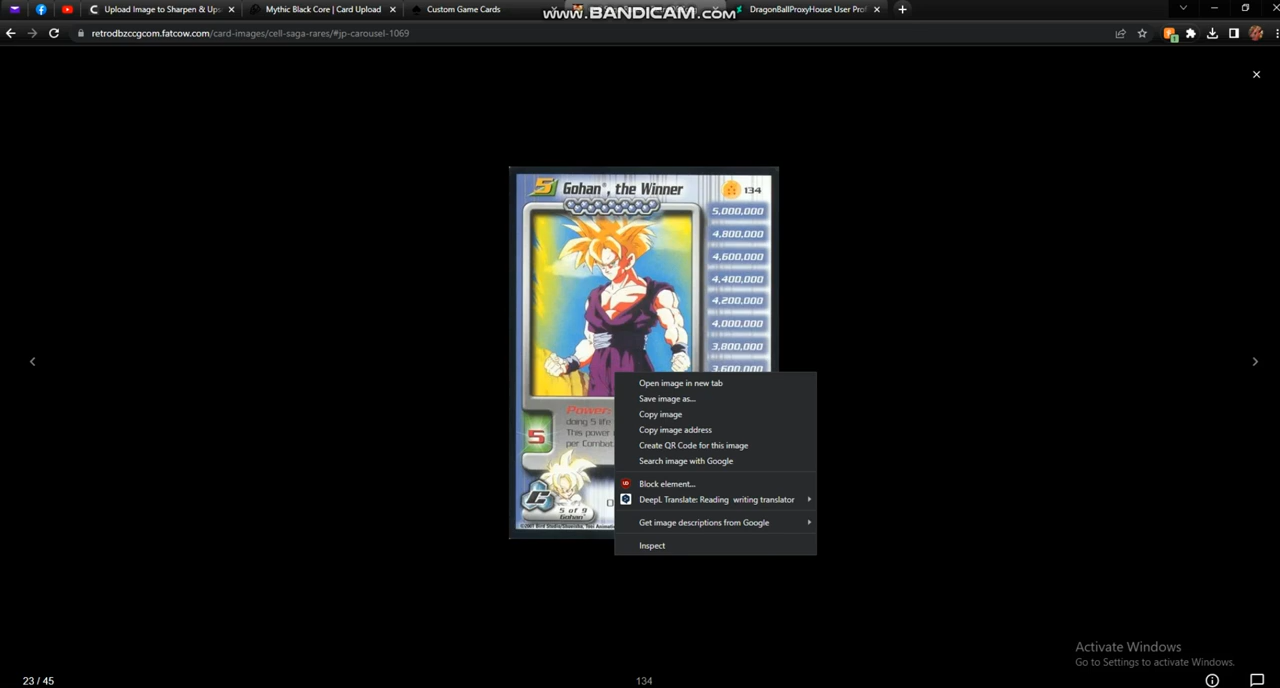 Upload Image to Sharpen & Ups
Mythic Black Core | Card Upload
Custom Game Cards
www.BANDICAM.com
DragonBallProxyHouse User Prof
retrodbzccgcom.fatcow.com/card-images/cell-saga-rares/#jp-carousel-1069
5 Gohan, the Winner 134
5,000,000
4,800,000
4,600,000
4,400,000
4,200,000
4,000,000
3,800,000
3,600,000
Power:
doing 5 life
This power
per Combat
5
5 of 9
Gohan
Open image in new tab
Save image as...
Copy image
Copy image address
Create QR Code for this image
Search image with Google
Block element...
DeepL Translate: Reading writing translator
Get image descriptions from Google
Inspect
Activate Windows
Go to Settings to activate Windows.
23 / 45
134